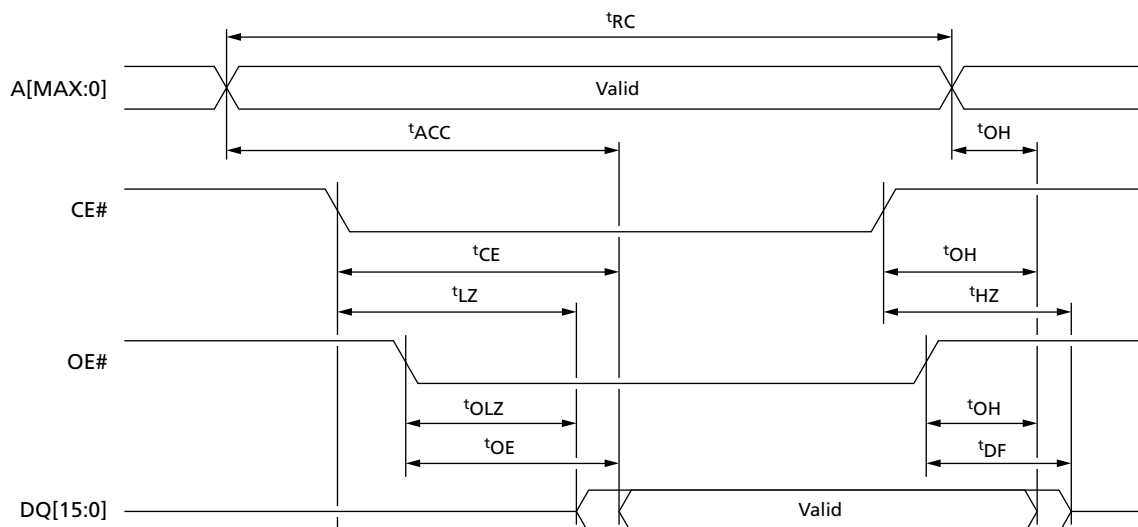 tRC
A[MAX:0]
Valid
tACC
tOH
CE#
tCE
tOH
tLZ
tHZ
OE#
tOLZ
tOH
tOE
tDF
DQ[15:0]
Valid